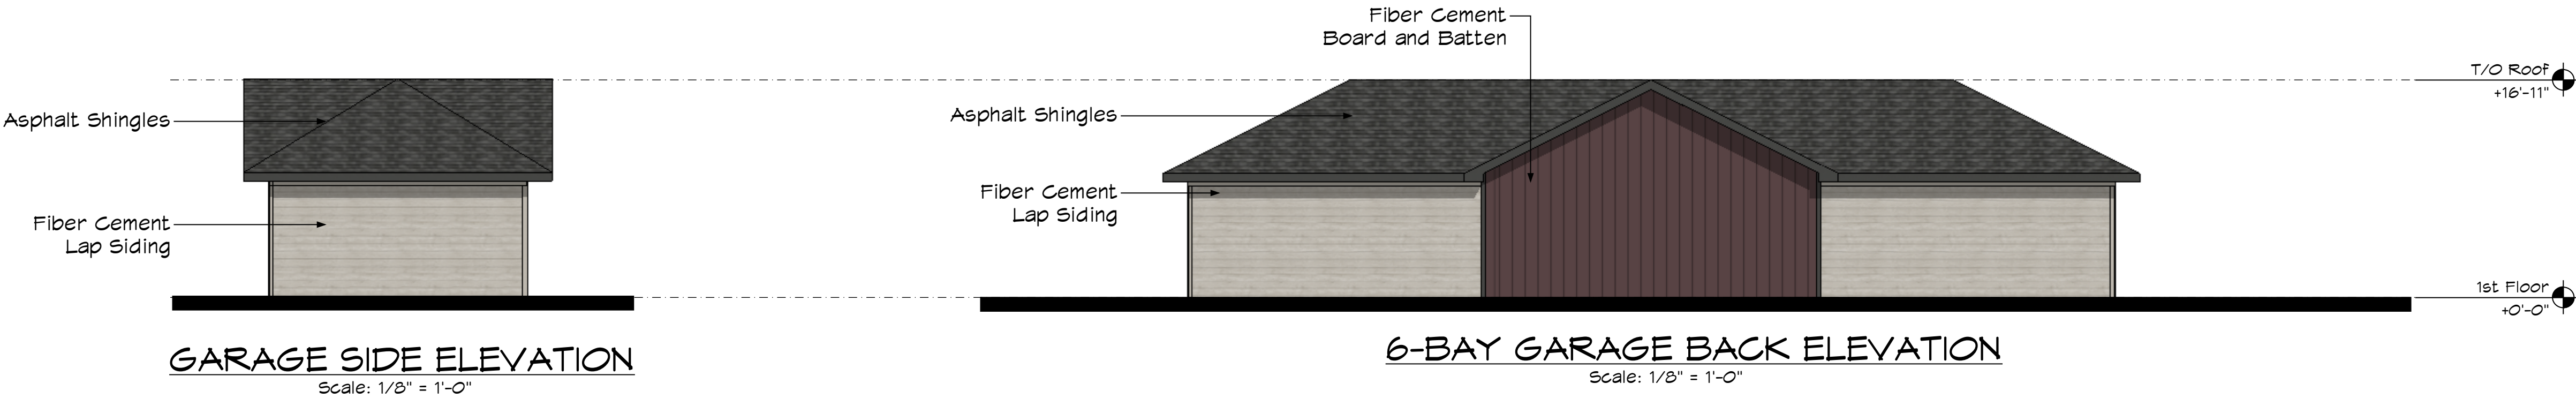 Asphalt Shingles
Fiber Cement
Lap Siding
GARAGE SIDE ELEVATION
Scale: 1/8" = 1'-0"
Fiber Cement
Board and Batten
Asphalt Shingles
Fiber Cement
Lap Siding
6-BAY GARAGE BACK ELEVATION
Scale: 1/8" = 1'-0"
T/O Roof
+16'-11"
1st Floor
+0'-0"